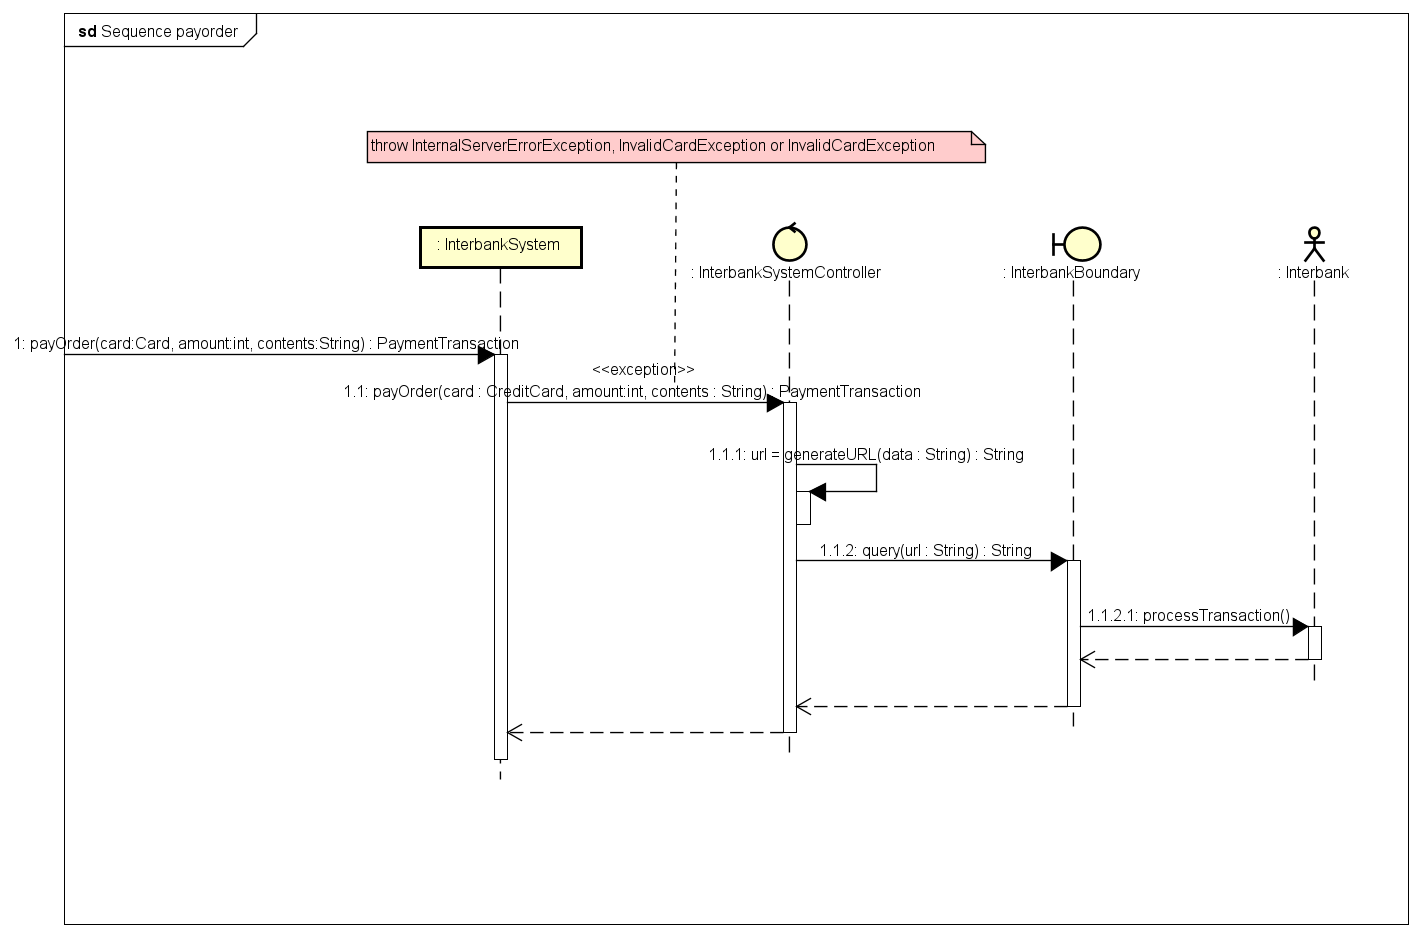 sd Sequence payorder
throw InternalServerErrorException, InvalidCardException or InvalidCardException
: InterbankSystem
: InterbankSystemController
: InterbankBoundary
: Interbank
1: payOrder(card:Card, amount:int, contents:String) : PaymentTransaction
<<exception>>
1.1: payOrder(card : CreditCard, amount:int, contents : String) : PaymentTransaction
1.1.1: url = generateURL(data : String) : String
1.1.2: query(url : String) : String
1.1.2.1: processTransaction()